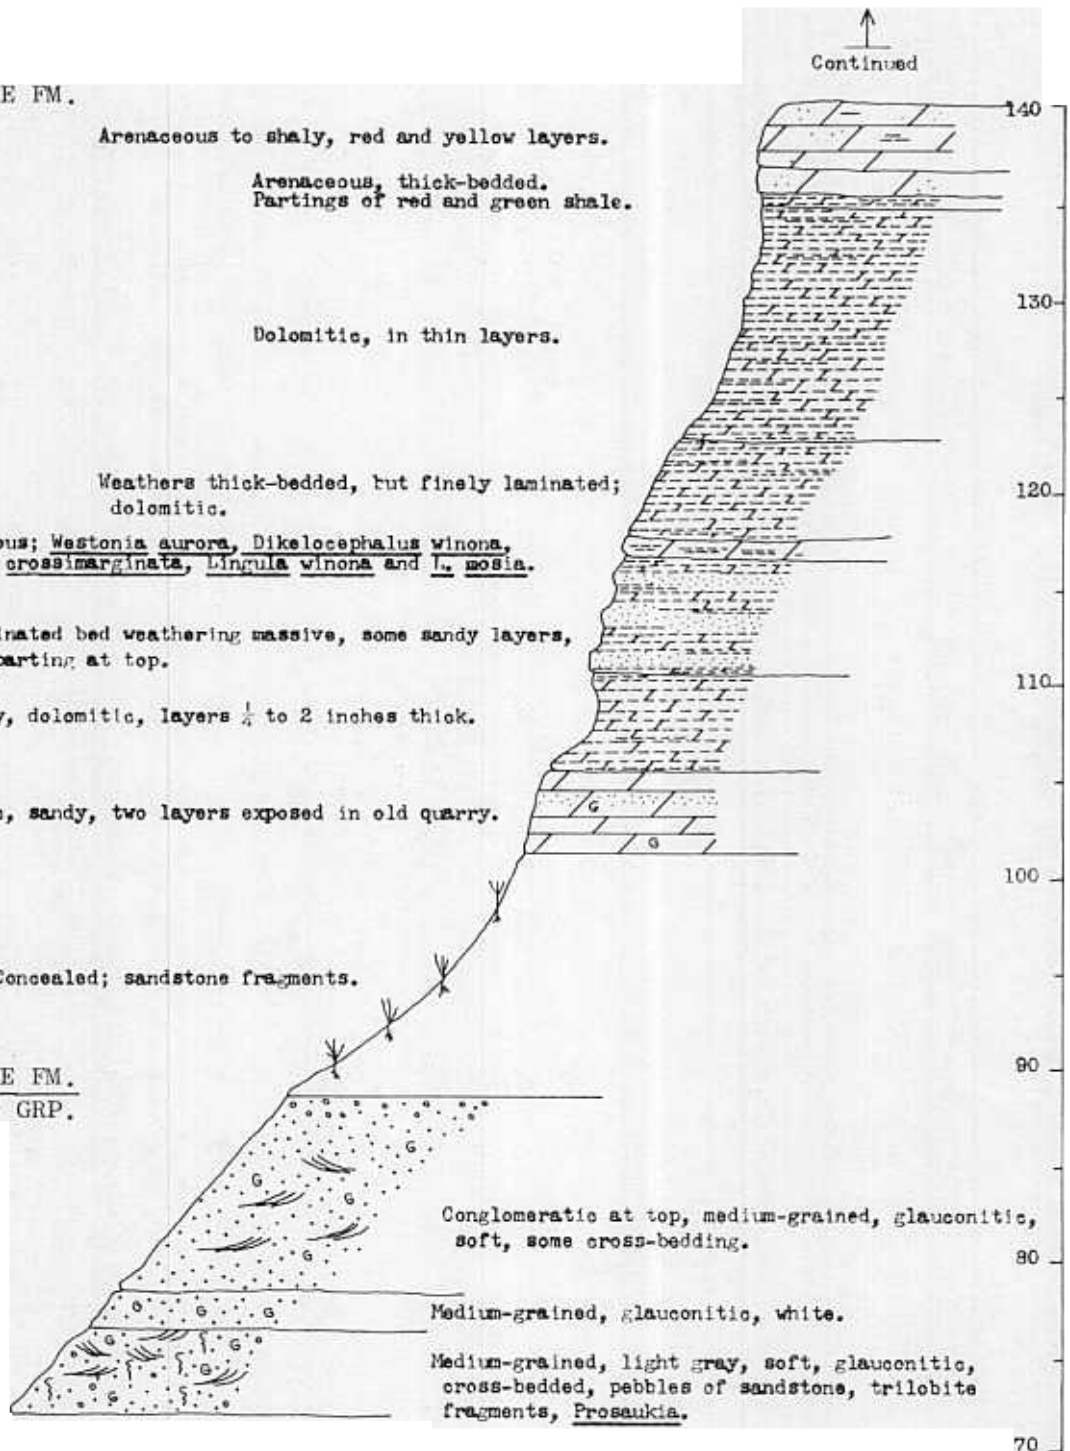 Continued
E FM.
140
Arenaceous to shaly, red and yellow layers.
Arenaceous, thick-bedded.
Partings of red and green shale.
130
Dolomitic, in thin layers.
Weathers thick-bedded, but finely laminated;
dolomitic.
120
ous; Westonia aurora, Dikelocephalus winona,
crossimarginata, Lingula winona and L. mosia.
inated bed weathering massive, some sandy layers,
parting at top.
110
y, dolomitic, layers ¼ to 2 inches thick.
G
c, sandy, two layers exposed in old quarry.
G
100
Concealed; sandstone fragments.
90
E FM.
GRP.
G
G
G
Conglomeratic at top, medium-grained, glauconitic,
soft, some cross-bedding.
G
80
G G G
Medium-grained, glauconitic, white.
G G
Medium-grained, light gray, soft, glauconitic,
G
cross-bedded, pebbles of sandstone, trilobite
G
fragments, Prosaukia.
70